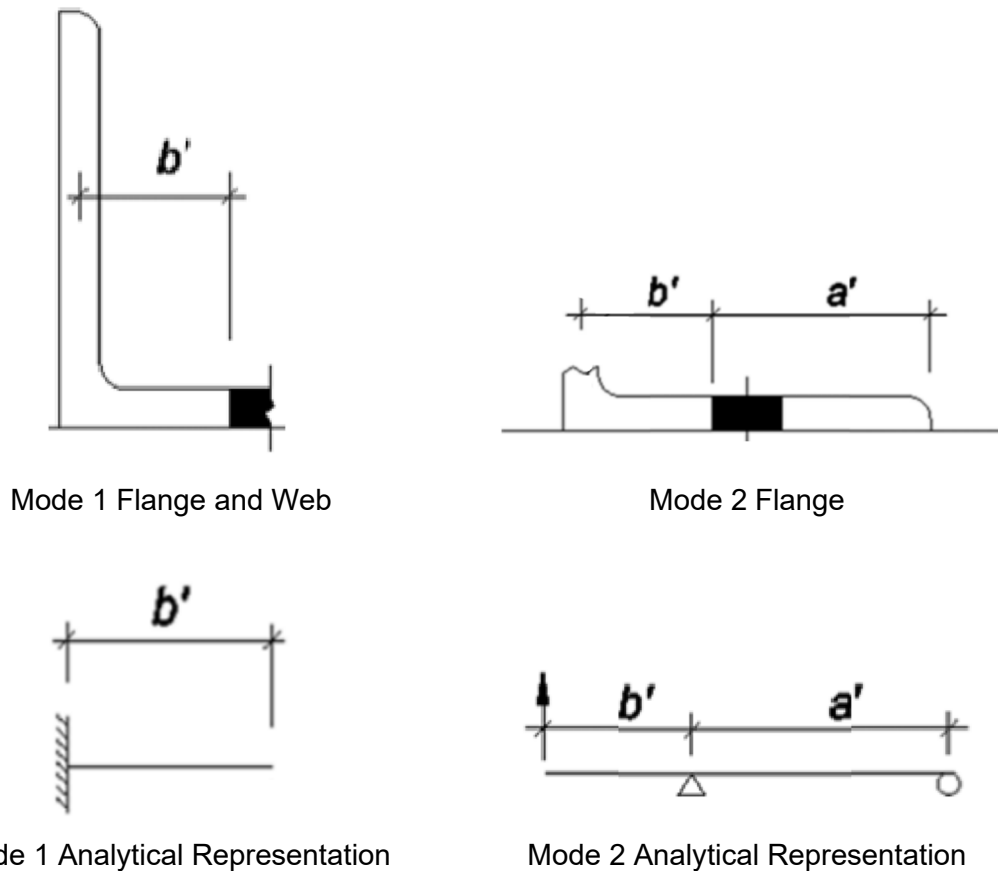 b'
b' a'
Mode 1 Flange and Web Mode 2 Flange
b'
b' a'
de 1 Analytical Representation Mode 2 Analytical Representation